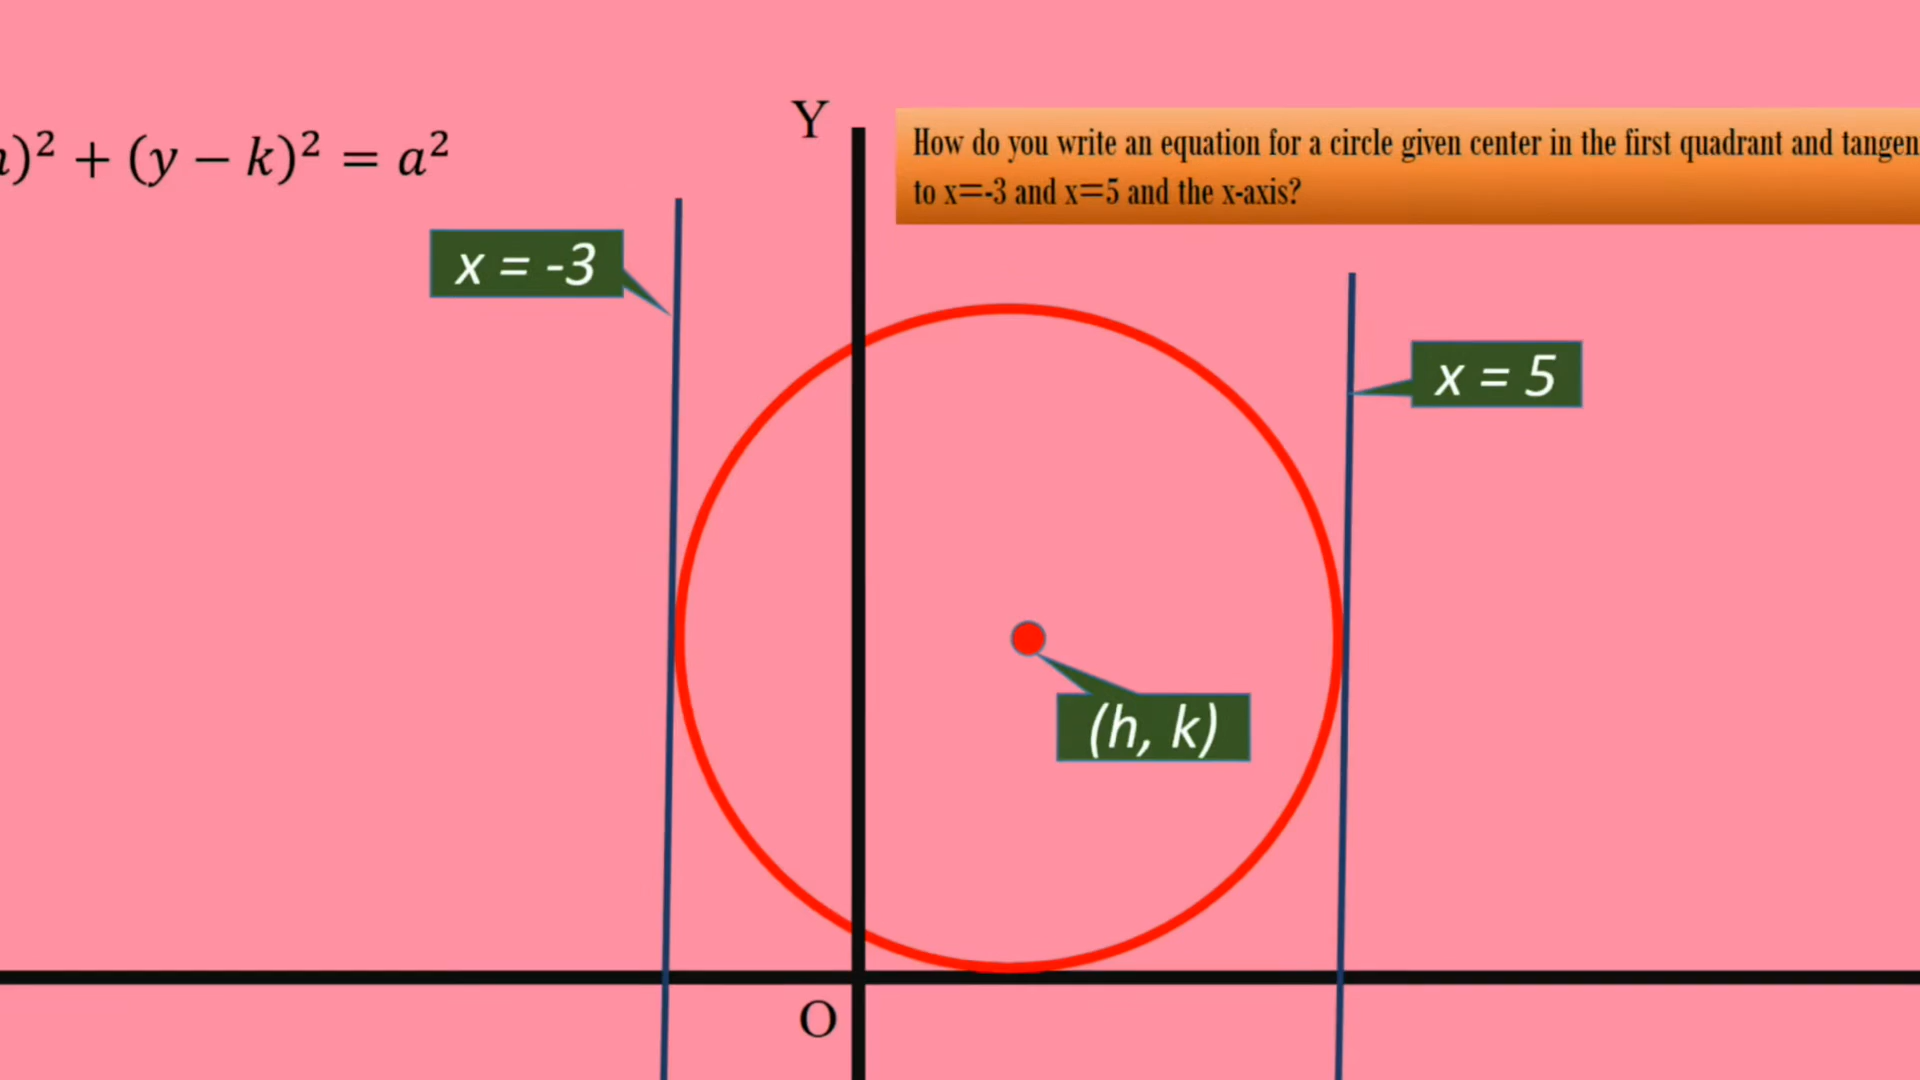 )² + (y − k)² = a²
Y
How do you write an equation for a circle given center in the first quadrant and tangen
to x=-3 and x=5 and the x-axis?
x = -3
x = 5
(h, k)
O